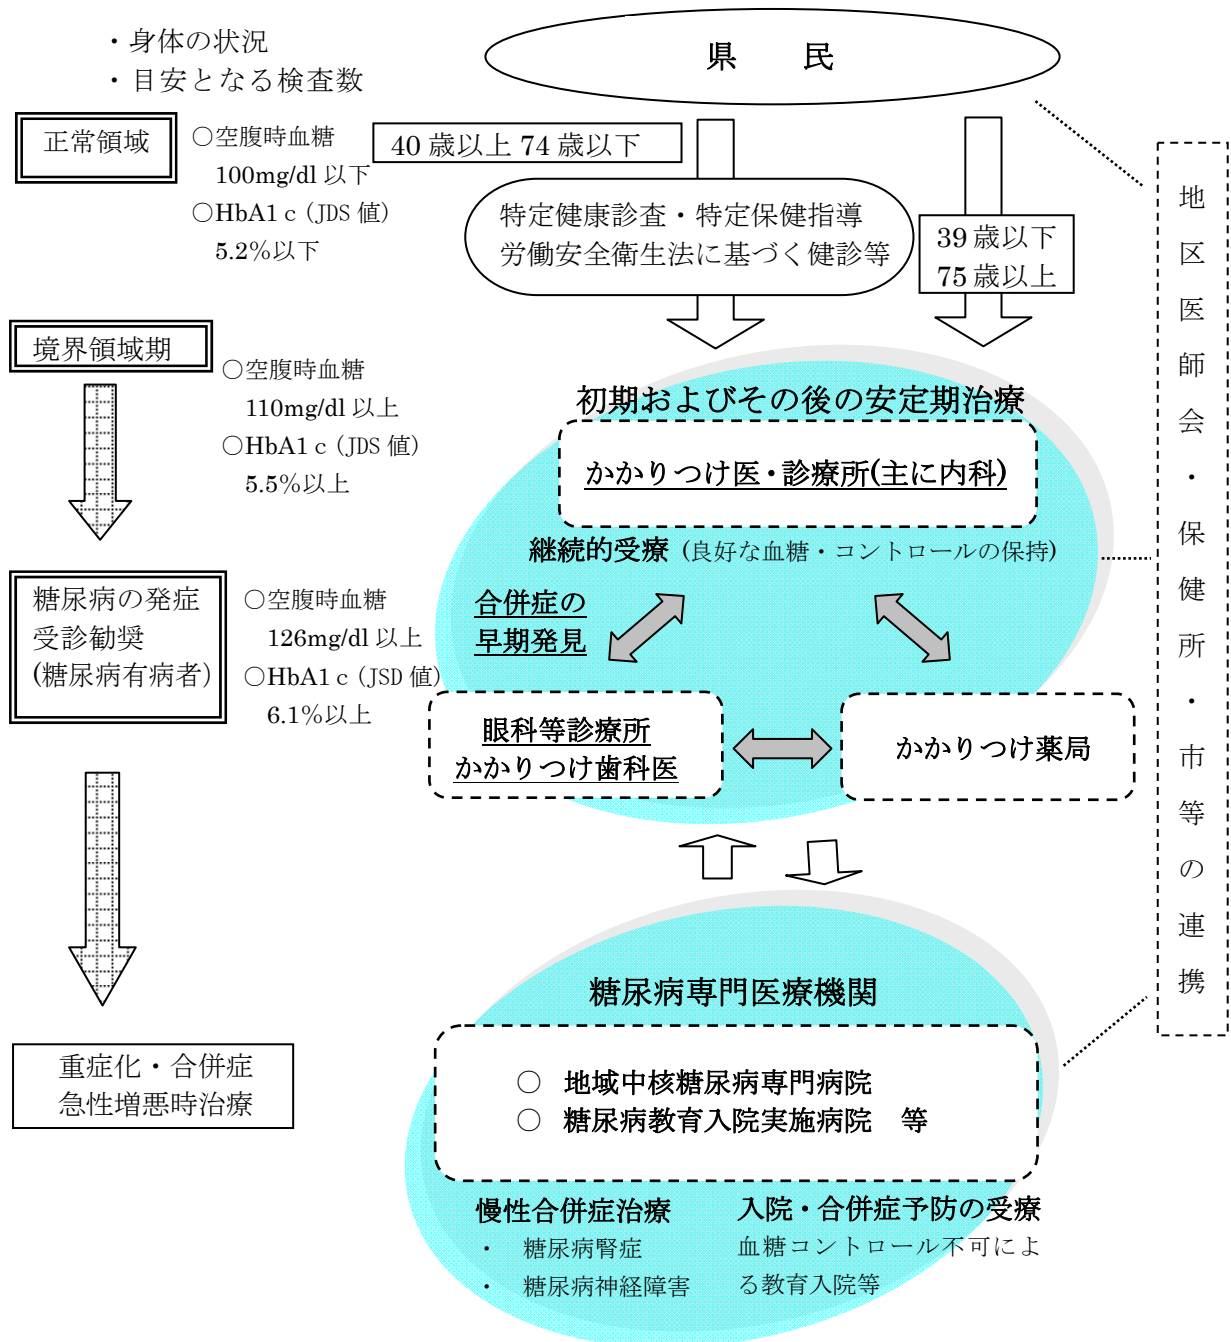 ・身体の状況
・目安となる検査数
県　　民
正常領域
○空腹時血糖
100mg/dl 以下
○HbA1c (JDS 値)
5.2%以下
40 歳以上 74 歳以下
特定健康診査・特定保健指導
労働安全衛生法に基づく健診等
39 歳以下
75 歳以上
境界領域期
○空腹時血糖
110mg/dl 以上
○HbA1c (JDS 値)
5.5%以上
初期およびその後の安定期治療
かかりつけ医・診療所(主に内科)
継続的受療 (良好な血糖・コントロールの保持)
合併症の
早期発見
糖尿病の発症
受診勧奨
(糖尿病有病者)
○空腹時血糖
126mg/dl 以上
○HbA1c (JSD 値)
6.1%以上
眼科等診療所
かかりつけ歯科医
かかりつけ薬局
糖尿病専門医療機関
○ 地域中核糖尿病専門病院
○ 糖尿病教育入院実施病院　等
重症化・合併症
急性増悪時治療
慢性合併症治療
・ 糖尿病腎症
・ 糖尿病神経障害
入院・合併症予防の受療
血糖コントロール不可によ
る教育入院等
地区医師会・保健所・市等の連携